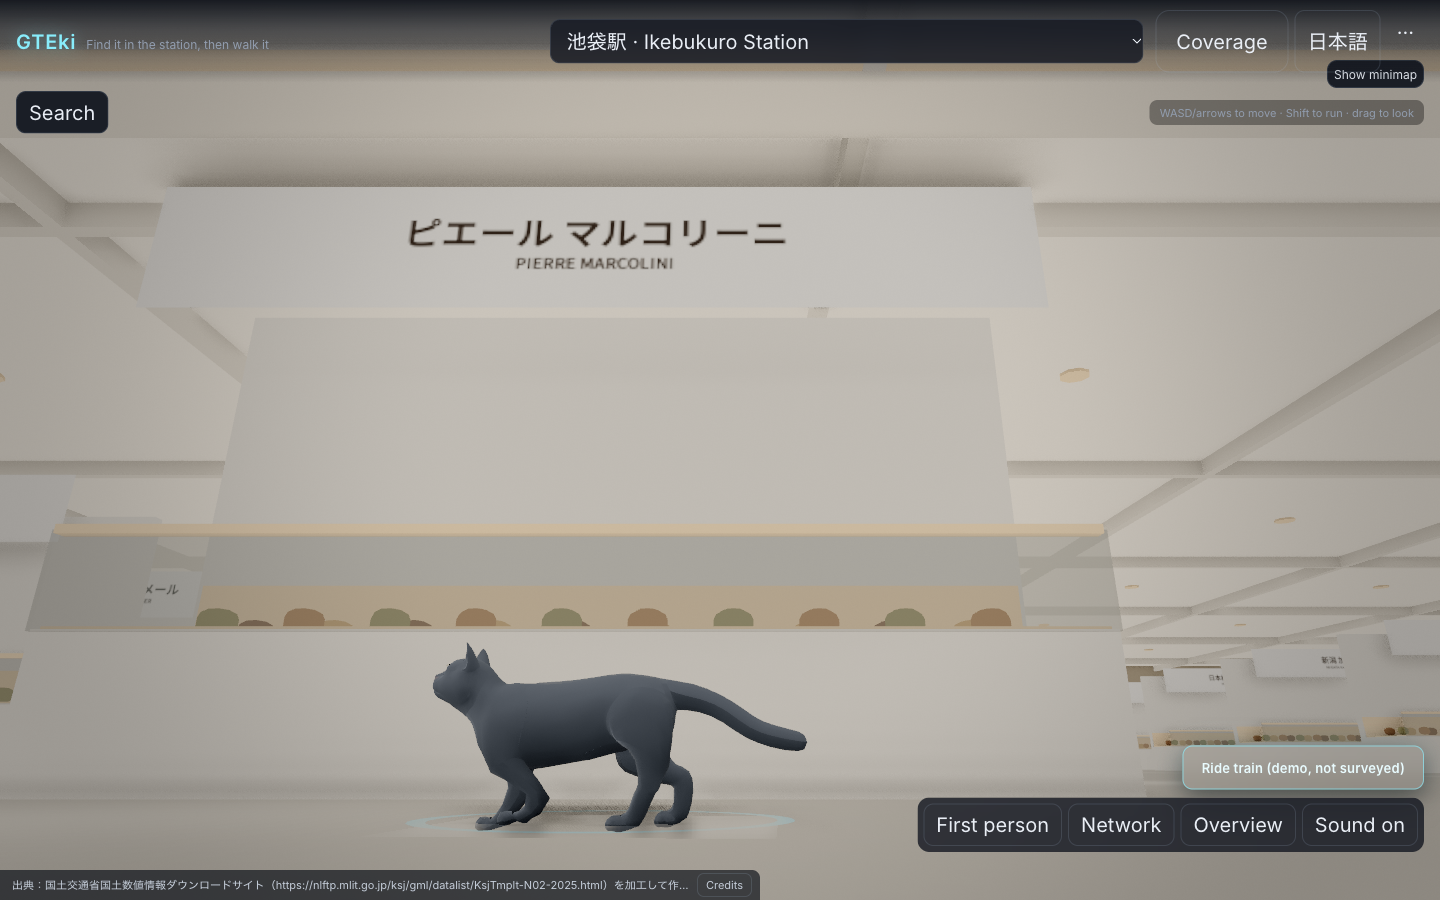 GTEki Find it in the station, then walk it
池袋駅 · Ikebukuro Station
Coverage
日本語
...
Show minimap
Search
WASD/arrows to move · Shift to run · drag to look
ピエール マルコリーニ
PIERRE MARCOLINI
メール
日本
新潟
Ride train (demo, not surveyed)
First person
Network
Overview
Sound on
出典：国土交通省国土数値情報ダウンロードサイト（https://nlftp.mlit.go.jp/ksj/gml/datalist/KsjTmplt-N02-2025.html）を加工して作...
Credits